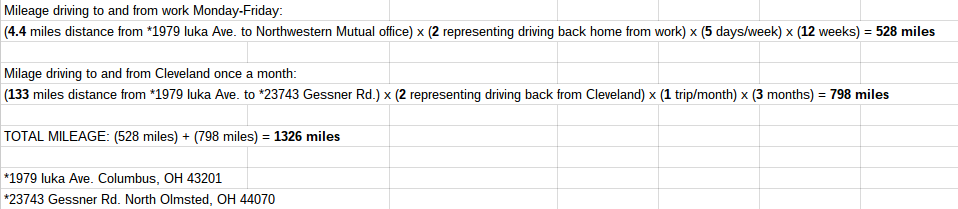 Mileage driving to and from work Monday-Friday:
(4.4 miles distance from *1979 Iuka Ave. to Northwestern Mutual office) x (2 representing driving back home from work) x (5 days/week) x (12 weeks) = 528 miles
Milage driving to and from Cleveland once a month:
(133 miles distance from *1979 Iuka Ave. to *23743 Gessner Rd.) x (2 representing driving back from Cleveland) x (1 trip/month) x (3 months) = 798 miles
TOTAL MILEAGE: (528 miles) + (798 miles) = 1326 miles
*1979 Iuka Ave. Columbus, OH 43201
*23743 Gessner Rd. North Olmsted, OH 44070